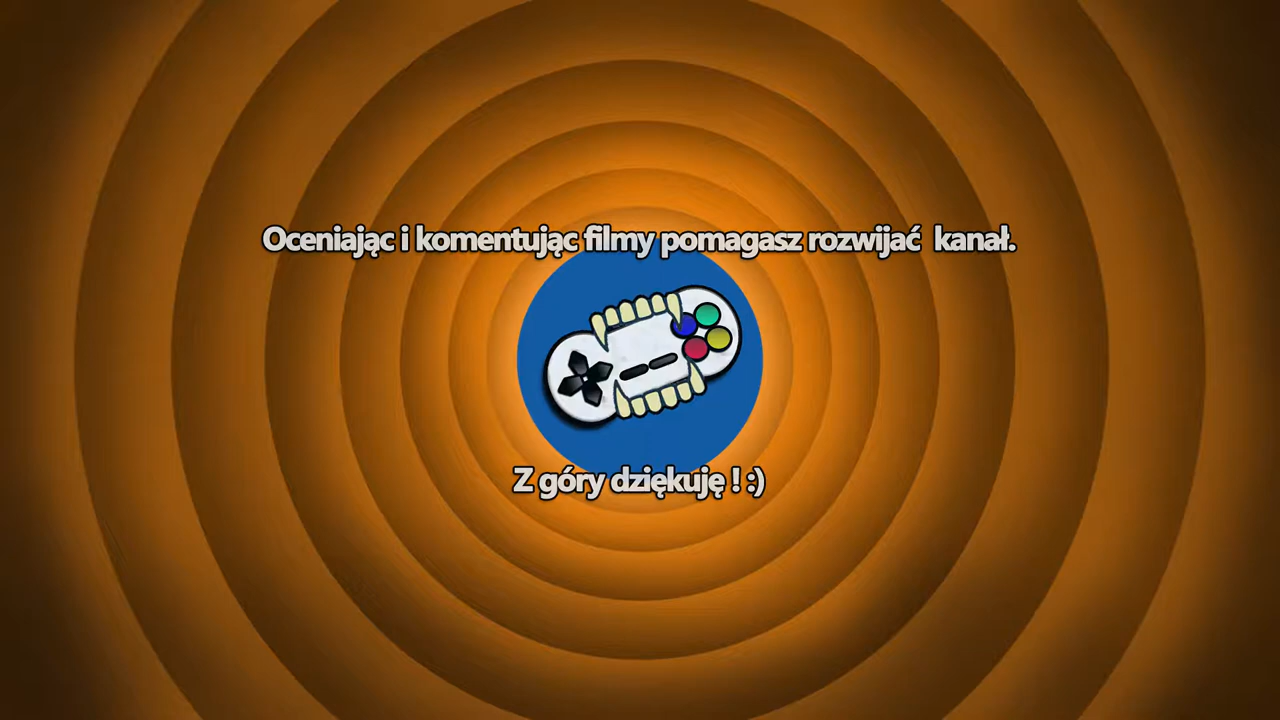 Oceniając i komentując filmy pomagasz rozwijać kanał.
Z góry dziękuję ! :)